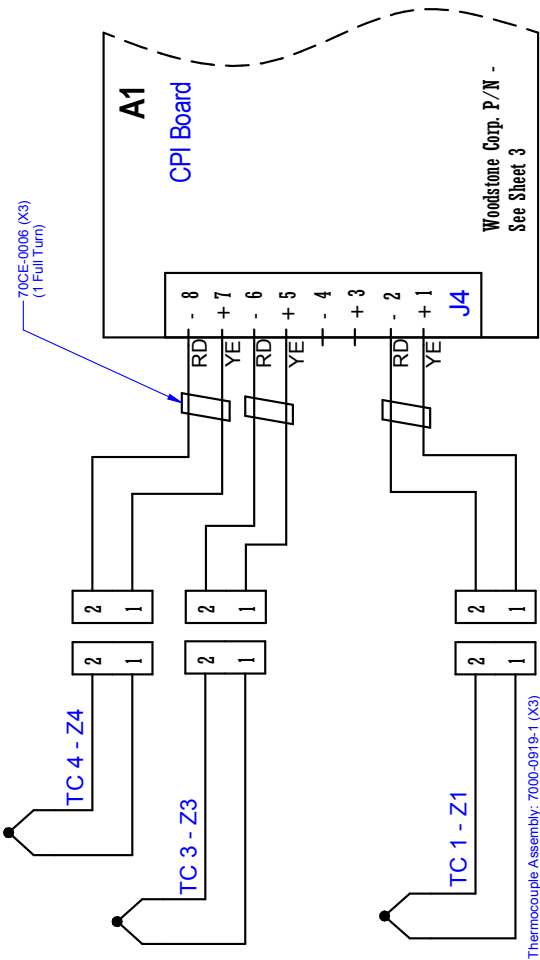 70CE-0006 (X3)
(1 Full Turn)
A1
CPI Board
Woodstone Corp. P/N -
See Sheet 3
J4
- 8
+ 7
- 6
+ 5
- 4
+ 3
- 2
+ 1
RD
YE
RD
YE
RD
YE
2
1
2
1
TC 4 - Z4
2
1
2
1
TC 3 - Z3
2
1
2
1
TC 1 - Z1
Thermocouple Assembly: 7000-0919-1 (X3)